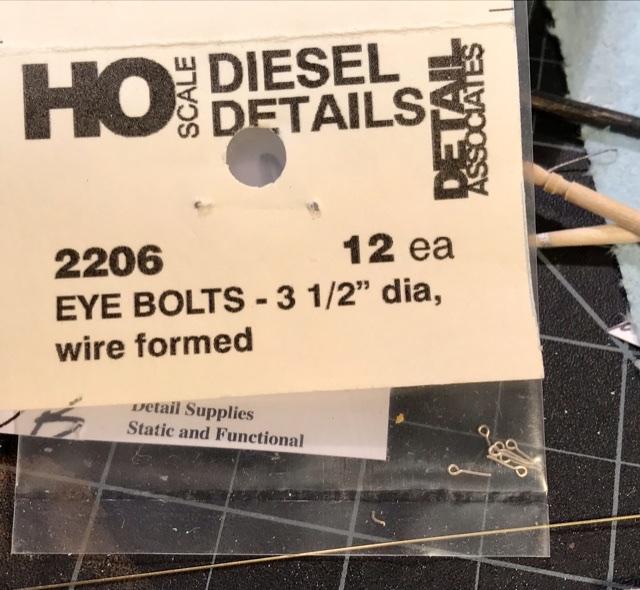 HO SCALE DIESEL DETAILS
DETAIL ASSOCIATES
2206 12 ea
EYE BOLTS - 3 1/2” dia,
wire formed
Detail Supplies
Static and Functional